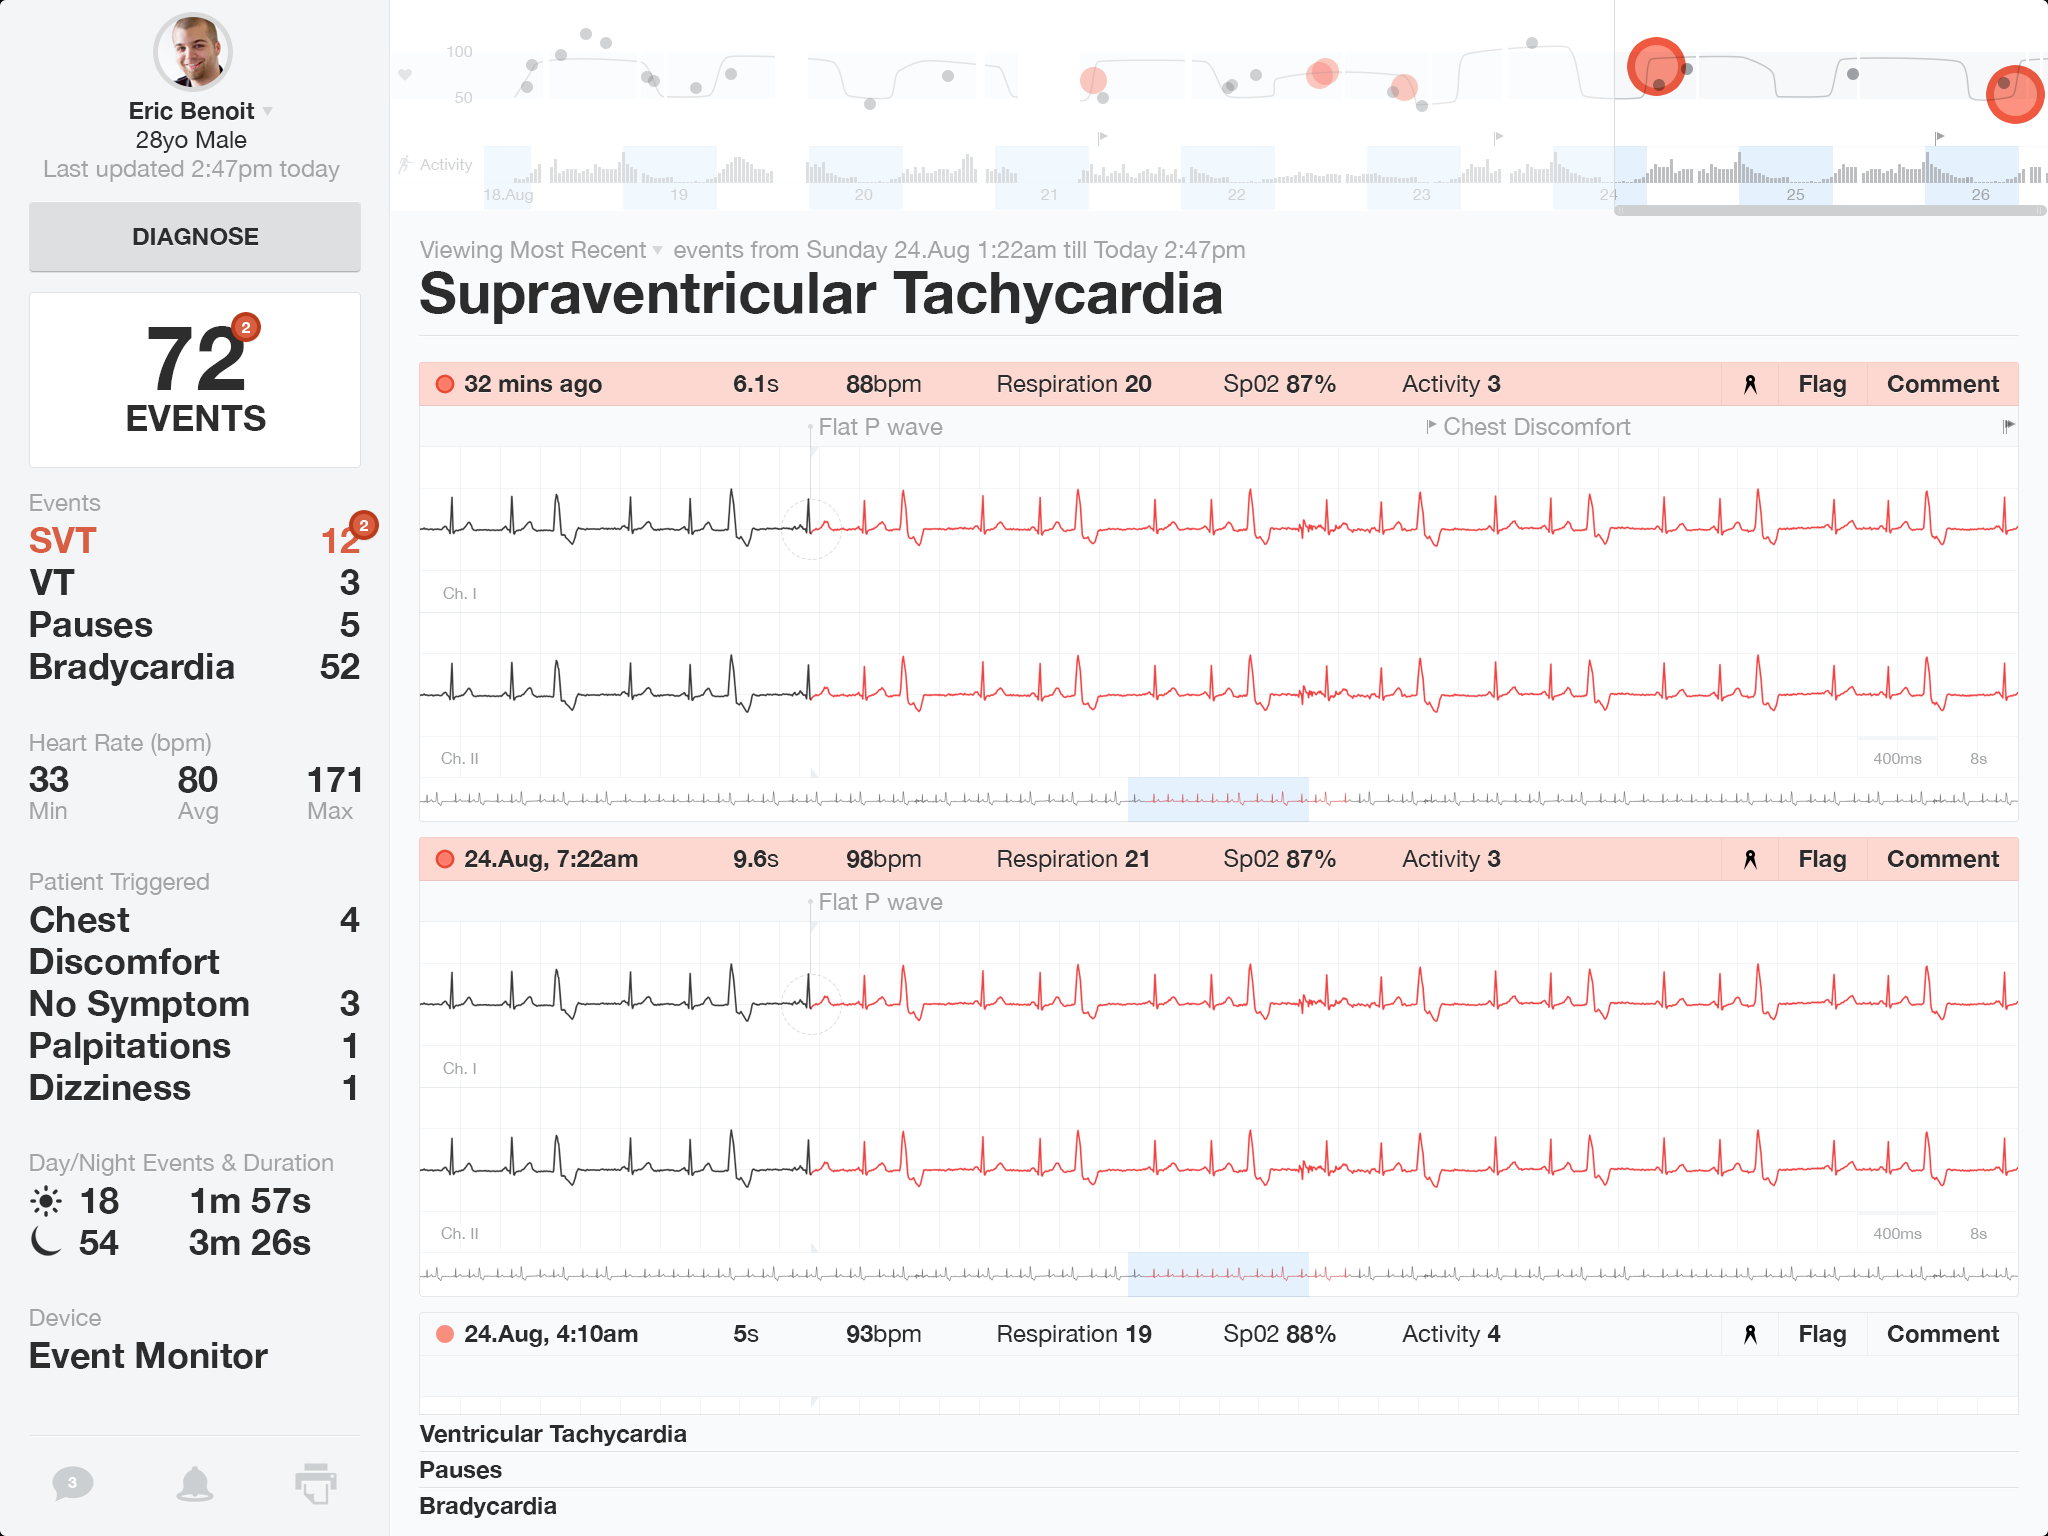 Eric Benoit
28yo Male
Last updated 2:47pm today
DIAGNOSE
72 2
EVENTS
Events
SVT 12 2
VT 3
Pauses 5
Bradycardia 52
Heart Rate (bpm)
33 80 171
Min Avg Max
Patient Triggered
Chest 4
Discomfort
No Symptom 3
Palpitations 1
Dizziness 1
Day/Night Events & Duration
18 1m 57s
54 3m 26s
Device
Event Monitor
3
100
50
Activity
18.Aug 19 20 21 22 23 24 25 26
Viewing Most Recent events from Sunday 24.Aug 1:22am till Today 2:47pm
Supraventricular Tachycardia
32 mins ago 6.1s 88bpm Respiration 20 Sp02 87% Activity 3 Flag Comment
Flat P wave Chest Discomfort
Ch. I
Ch. II 400ms 8s
24.Aug, 7:22am 9.6s 98bpm Respiration 21 Sp02 87% Activity 3 Flag Comment
Flat P wave
Ch. I
Ch. II 400ms 8s
24.Aug, 4:10am 5s 93bpm Respiration 19 Sp02 88% Activity 4 Flag Comment
Ventricular Tachycardia
Pauses
Bradycardia